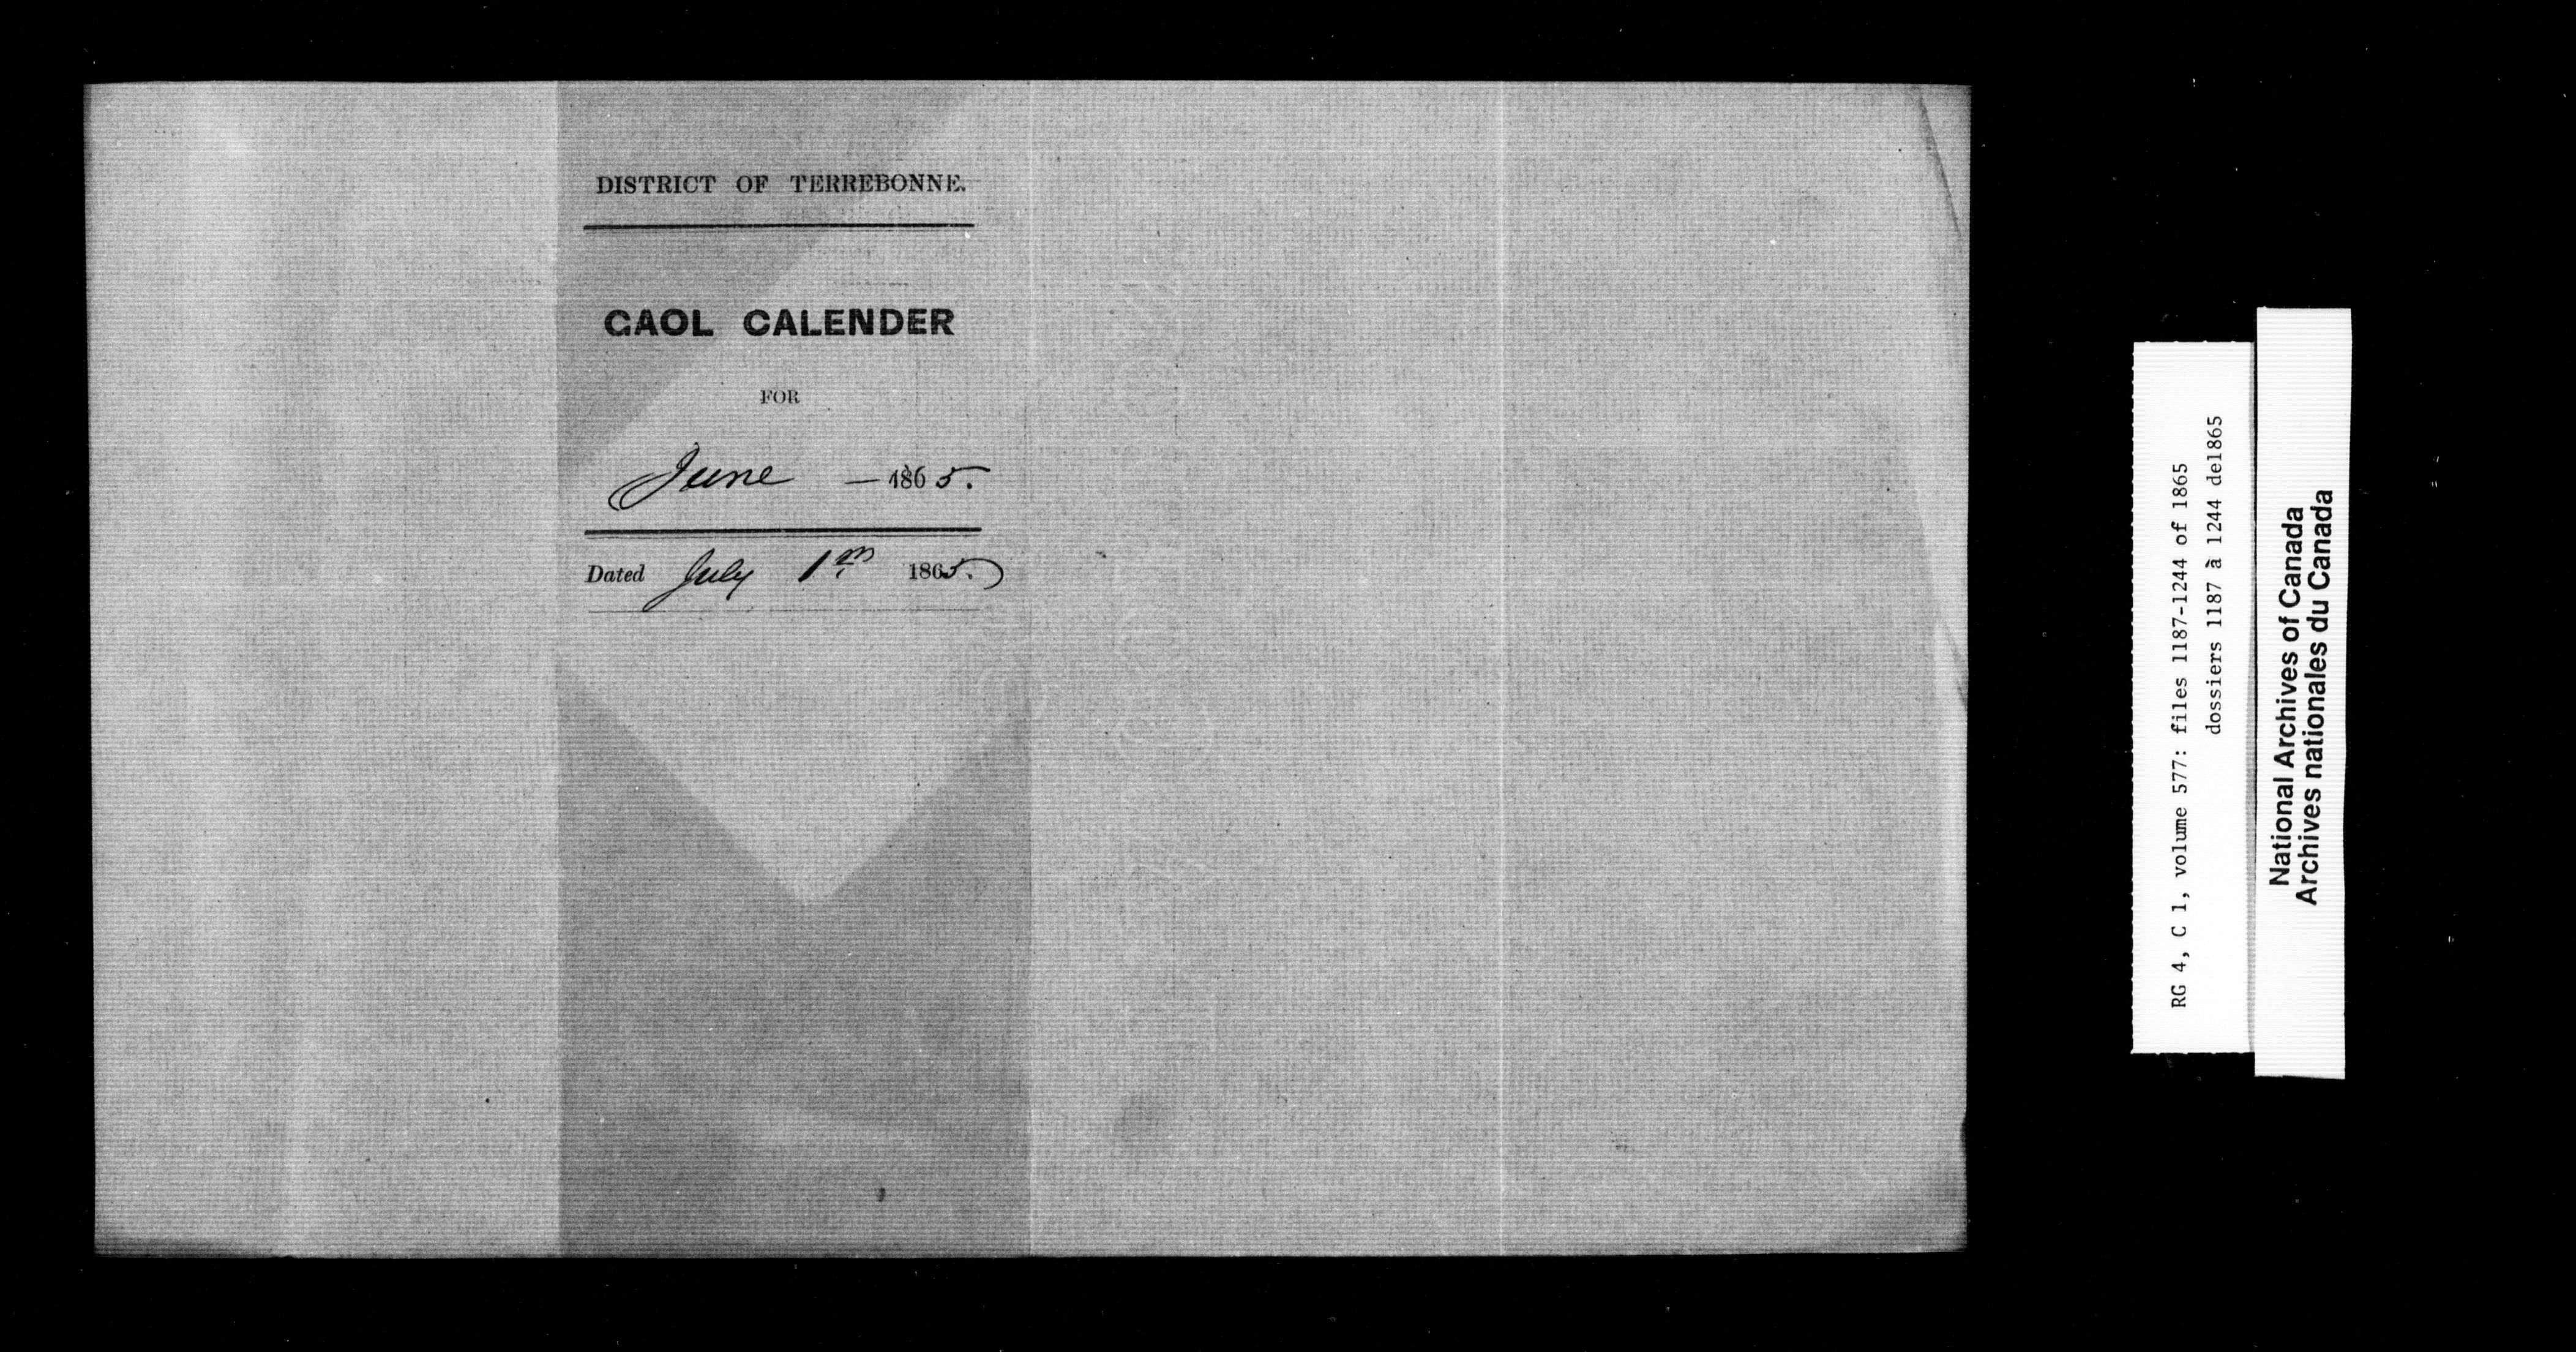 DISTRICT OF TERREBONNE.
GAOL CALENDER
FOR
June — 1865.
Dated July 1st 1865.
RG 4, C 1, volume 577: files 1187-1244 of 1865
dossiers 1187 à 1244 de1865
National Archives of Canada
Archives nationales du Canada